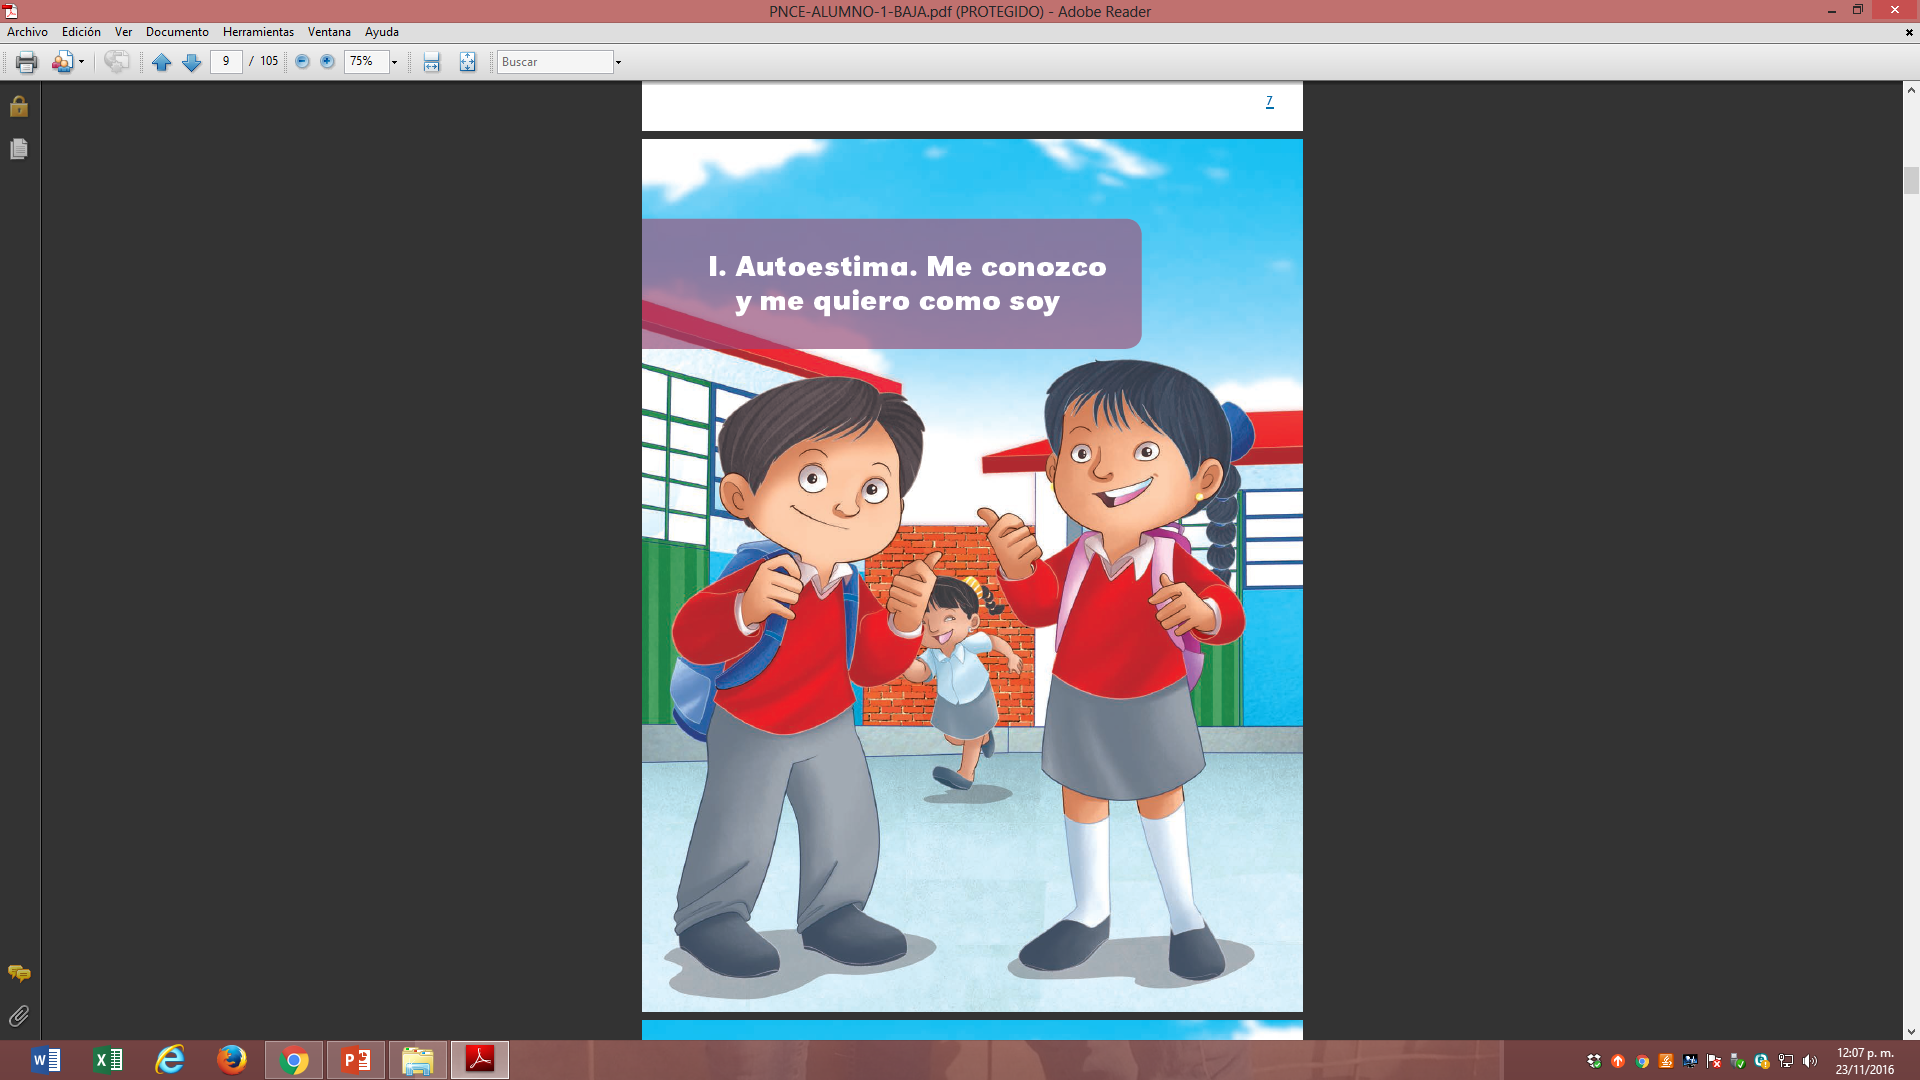 PNCE-ALUMNO-1-BAJA.pdf (PROTEGIDO) - Adobe Reader
Archivo Edición Ver Documento Herramientas Ventana Ayuda
9 / 105 75% Buscar
7
I. Autoestima. Me conozco
y me quiero como soy
12:07 p. m.
23/11/2016